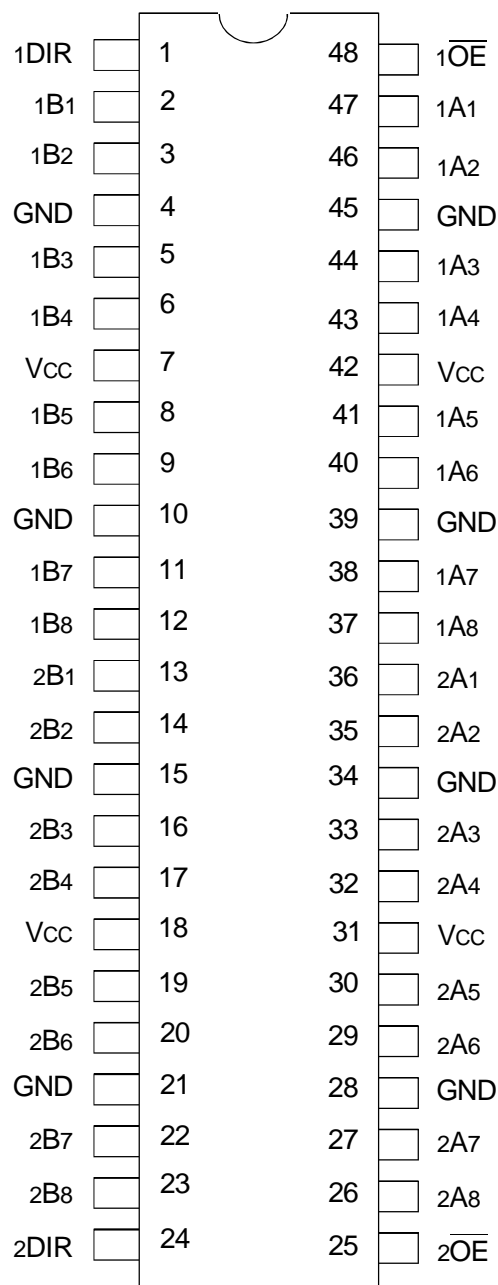 1DIR 1 48 1O̅E̅
1B1 2 47 1A1
1B2 3 46 1A2
GND 4 45 GND
1B3 5 44 1A3
1B4 6 43 1A4
VCC 7 42 VCC
1B5 8 41 1A5
1B6 9 40 1A6
GND 10 39 GND
1B7 11 38 1A7
1B8 12 37 1A8
2B1 13 36 2A1
2B2 14 35 2A2
GND 15 34 GND
2B3 16 33 2A3
2B4 17 32 2A4
VCC 18 31 VCC
2B5 19 30 2A5
2B6 20 29 2A6
GND 21 28 GND
2B7 22 27 2A7
2B8 23 26 2A8
2DIR 24 25 2O̅E̅